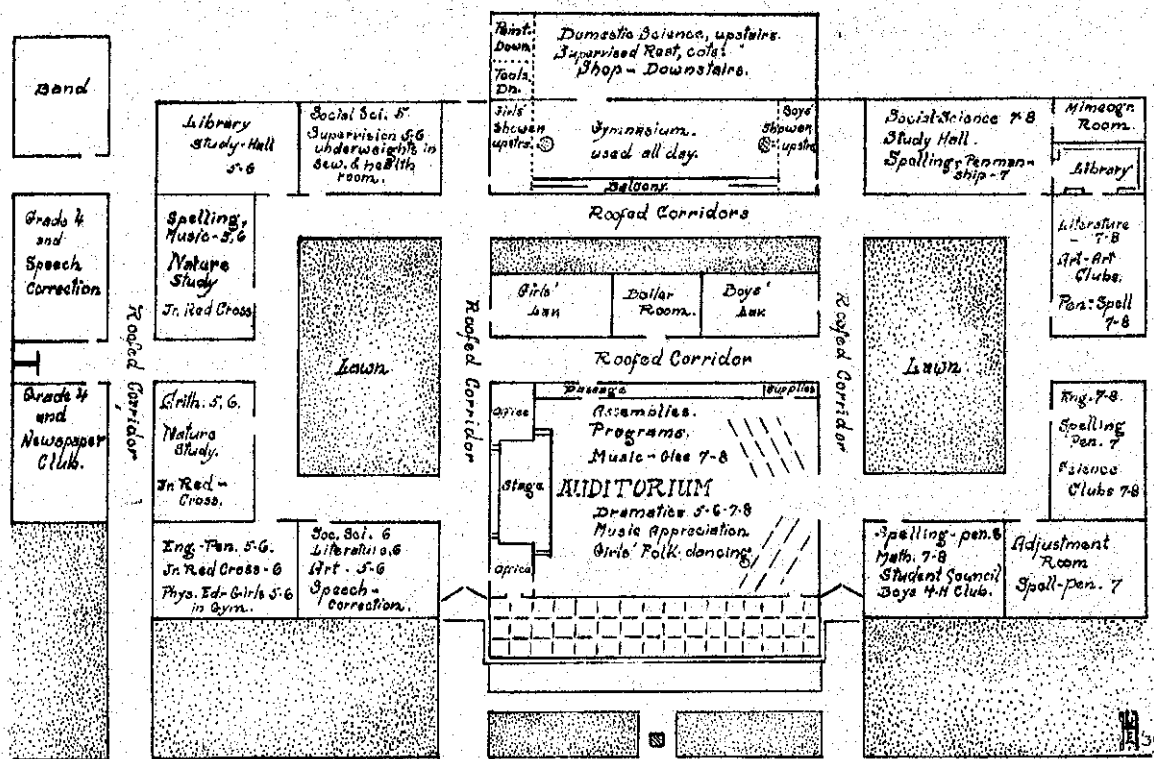 Band
Library
Study-Hall
5-6
Social Sci. 5
Supervision 5-6
underweights in
sew. & health
room.
Paint.
Down
Tools.
Dn.
Domestic Science, upstairs.
Supervised Rest, cots.
Shop - Downstairs.
Girls'
Shower
upstrs.
Gymnasium.
used all day.
Boys'
Shower
upstrs
Balcony.
Social-Science 7-8
Study Hall.
Spelling-Penman-
ship-7
Mimeogr.
Room.
Library
Grade 4
and
Speech
Correction
Spelling,
Music-5,6
Nature
Study
Jr. Red Cross
Roofed Corridors
Literature
- 7-8
Art-Art
Clubs.
Pen: Spell
7-8
Girls'
Lav
Boiler
Room.
Boys'
Lav
Roofed Corridor
Lawn
Roofed Corridor
Roofed Corridor
Roofed Corridor
Lawn
Grade 4
and
Newspaper
Club.
Arith. 5, 6.
Nature
Study.
Jn Red-
Cross.
Office
Stage
Office
Passage
Supplies
Assemblies.
Programs.
Music-Glee 7-8
AUDITORIUM
Dramatics 5-6-7-8
Music Appreciation
Girls' Folk-dancing
Eng. 7-8.
Spelling
Pen. 7
Science
Clubs 7-8
Eng.-Pen. 5-6.
Jr. Red Cross-6
Phys. Ed.-Girls 5-6
in Gym.
Soc. Sci. 6
Literature, 6
Art - 5-6
Speech-
Correction.
Spelling-pen. 8
Math. 7-8
Student Council
Boys 4-H Club.
Adjustment
Room
Spell-pen. 7